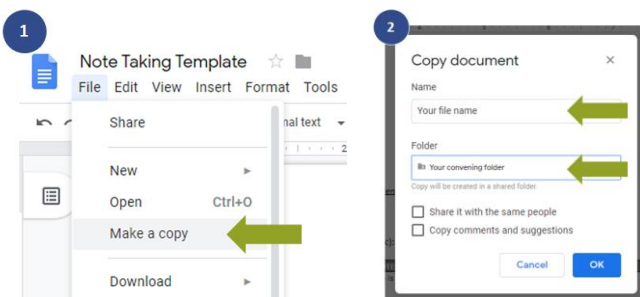 1
Note Taking Template
File Edit View Insert Format Tools
Share
nal text
2
New
Open Ctrl+O
Make a copy
Download
2
Copy document
Name
Your file name
Folder
Your convening folder
Copy will be created in a shared folder.
Share it with the same people
Copy comments and suggestions
Cancel OK